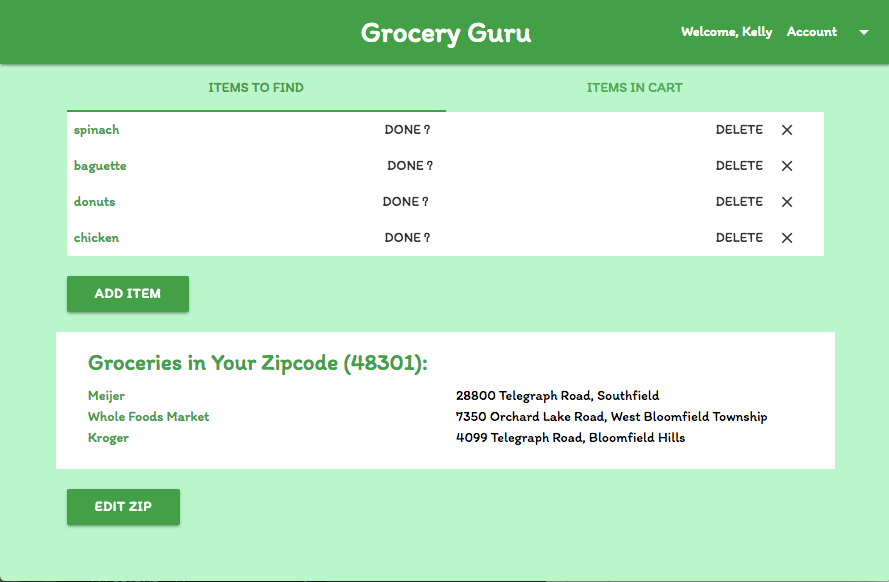 Grocery Guru
Welcome, Kelly Account
ITEMS TO FIND ITEMS IN CART
spinach DONE ? DELETE
baguette DONE ? DELETE
donuts DONE ? DELETE
chicken DONE ? DELETE
ADD ITEM
Groceries in Your Zipcode (48301):
Meijer 28800 Telegraph Road, Southfield
Whole Foods Market 7350 Orchard Lake Road, West Bloomfield Township
Kroger 4099 Telegraph Road, Bloomfield Hills
EDIT ZIP